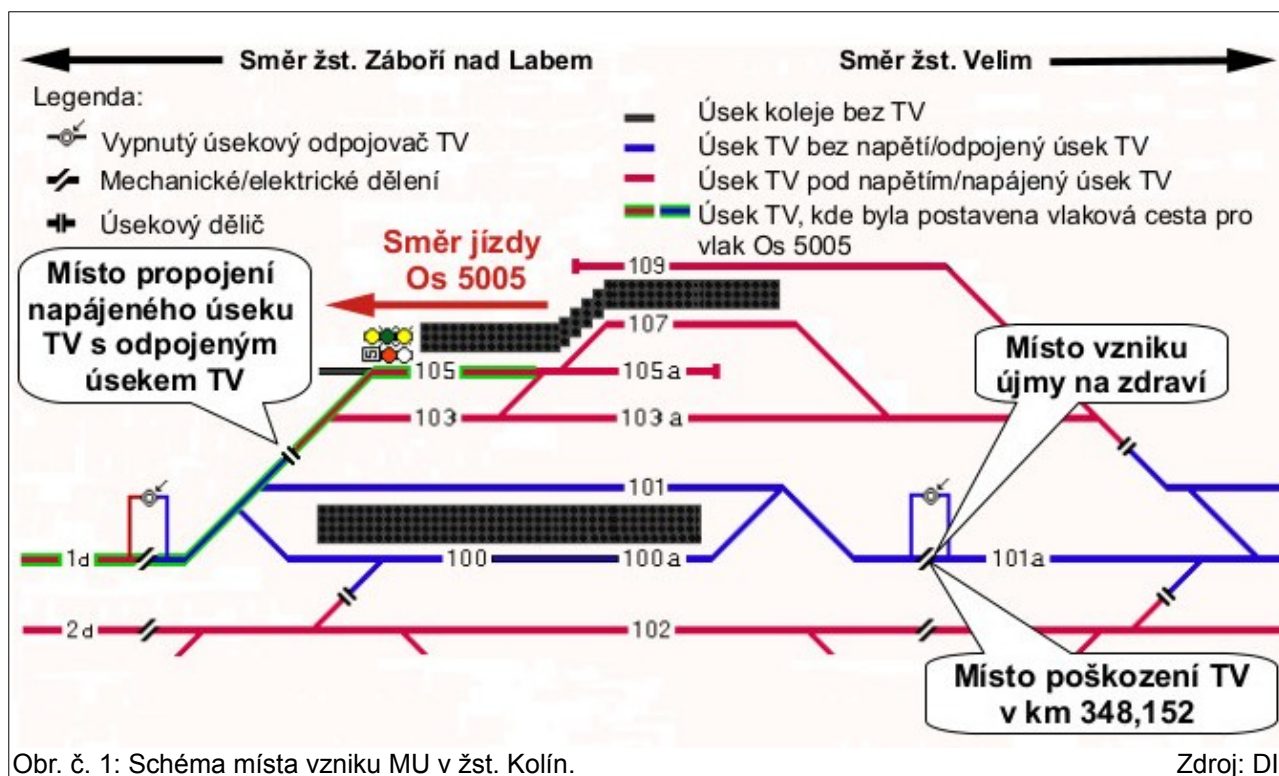 Směr žst. Záboří nad Labem
Směr žst. Velim
Legenda:
Vypnutý úsekový odpojovač TV
Mechanické/elektrické dělení
Úsekový dělič
Úsek koleje bez TV
Úsek TV bez napětí/odpojený úsek TV
Úsek TV pod napětím/napájený úsek TV
Úsek TV, kde byla postavena vlaková cesta pro
vlak Os 5005
Směr jízdy
Os 5005
Místo propojení
napájeného úseku
TV s odpojeným
úsekem TV
109
107
S
105
105a
103
103 a
Místo vzniku
újmy na zdraví
101
1d
100
100a
101a
2d
102
Místo poškození TV
v km 348,152
Obr. č. 1: Schéma místa vzniku MU v žst. Kolín.
Zdroj: DI